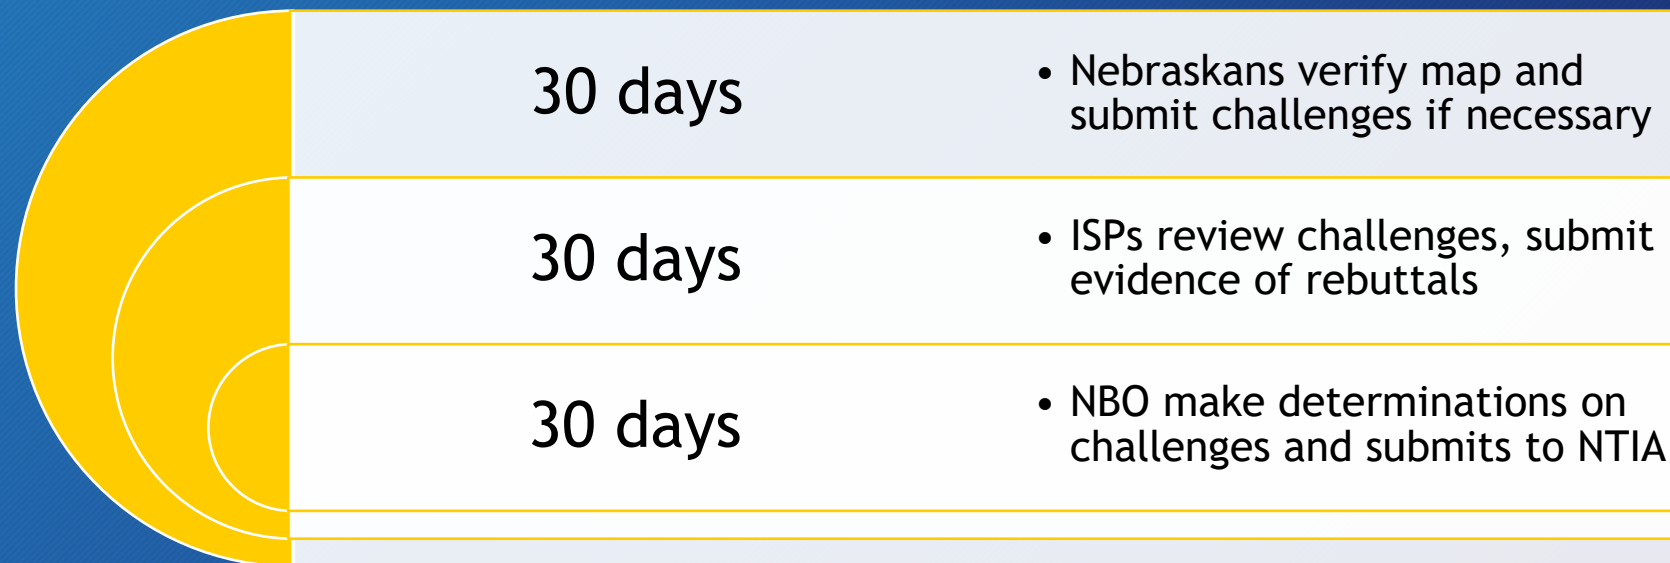 30 days
• Nebraskans verify map and
submit challenges if necessary
30 days
• ISPs review challenges, submit
evidence of rebuttals
30 days
• NBO make determinations on
challenges and submits to NTIA